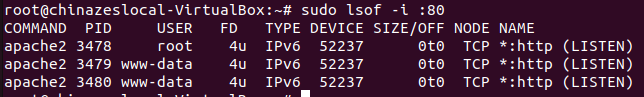 root@chinazeslocal-VirtualBox:~# sudo lsof -i :80
COMMAND PID USER FD TYPE DEVICE SIZE/OFF NODE NAME
apache2 3478 root 4u IPv6 52237 0t0 TCP *:http (LISTEN)
apache2 3479 www-data 4u IPv6 52237 0t0 TCP *:http (LISTEN)
apache2 3480 www-data 4u IPv6 52237 0t0 TCP *:http (LISTEN)